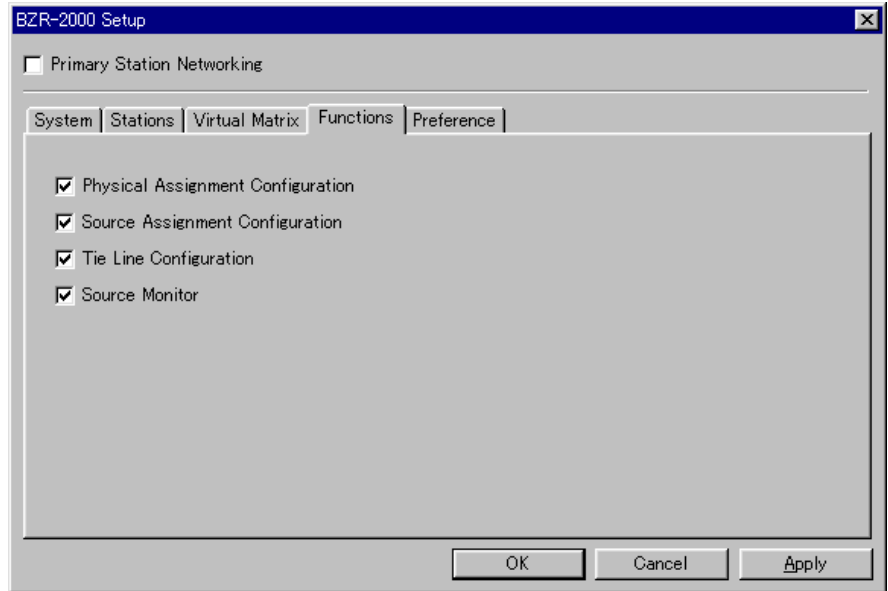 BZR-2000 Setup
Primary Station Networking
System Stations Virtual Matrix Functions Preference
Physical Assignment Configuration
Source Assignment Configuration
Tie Line Configuration
Source Monitor
OK Cancel Apply